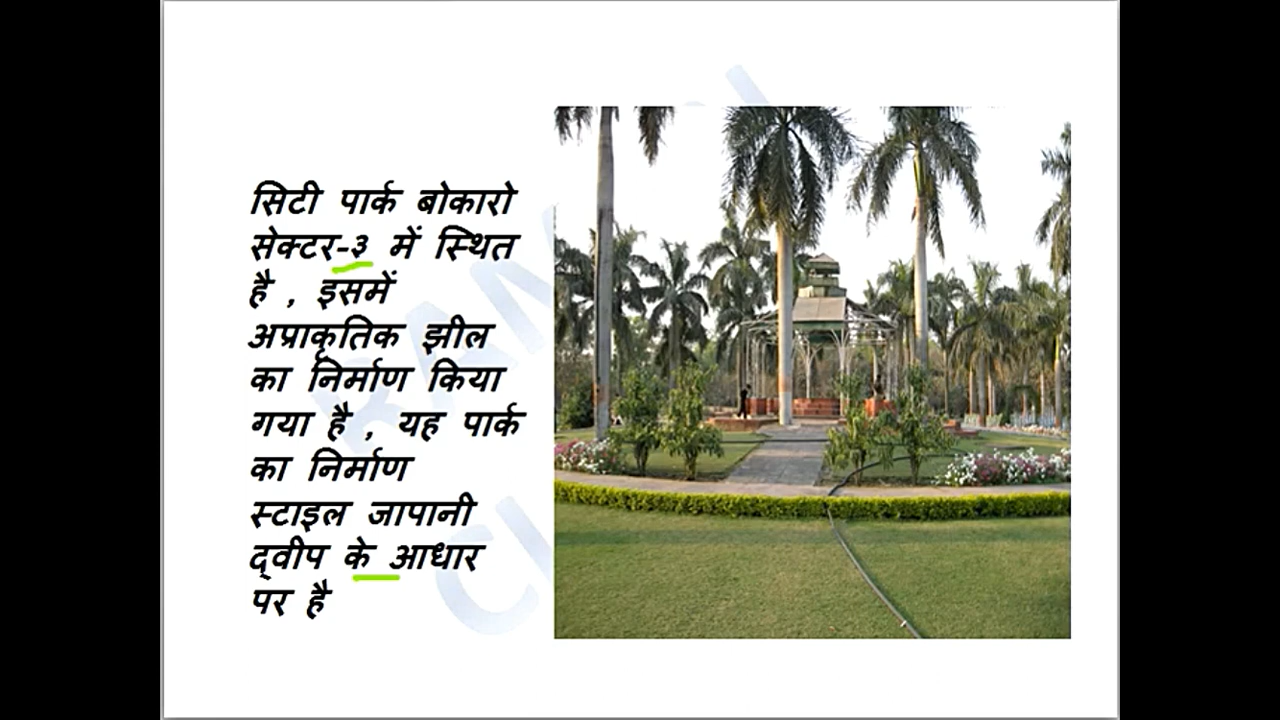 सिटी पार्क बोकारो
सेक्टर-३ में स्थित
है , इसमें
अप्राकृतिक झील
का निर्माण किया
गया है , यह पार्क
का निर्माण
स्टाइल जापानी
द्वीप के आधार
पर है